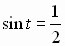 sin t = 1/2